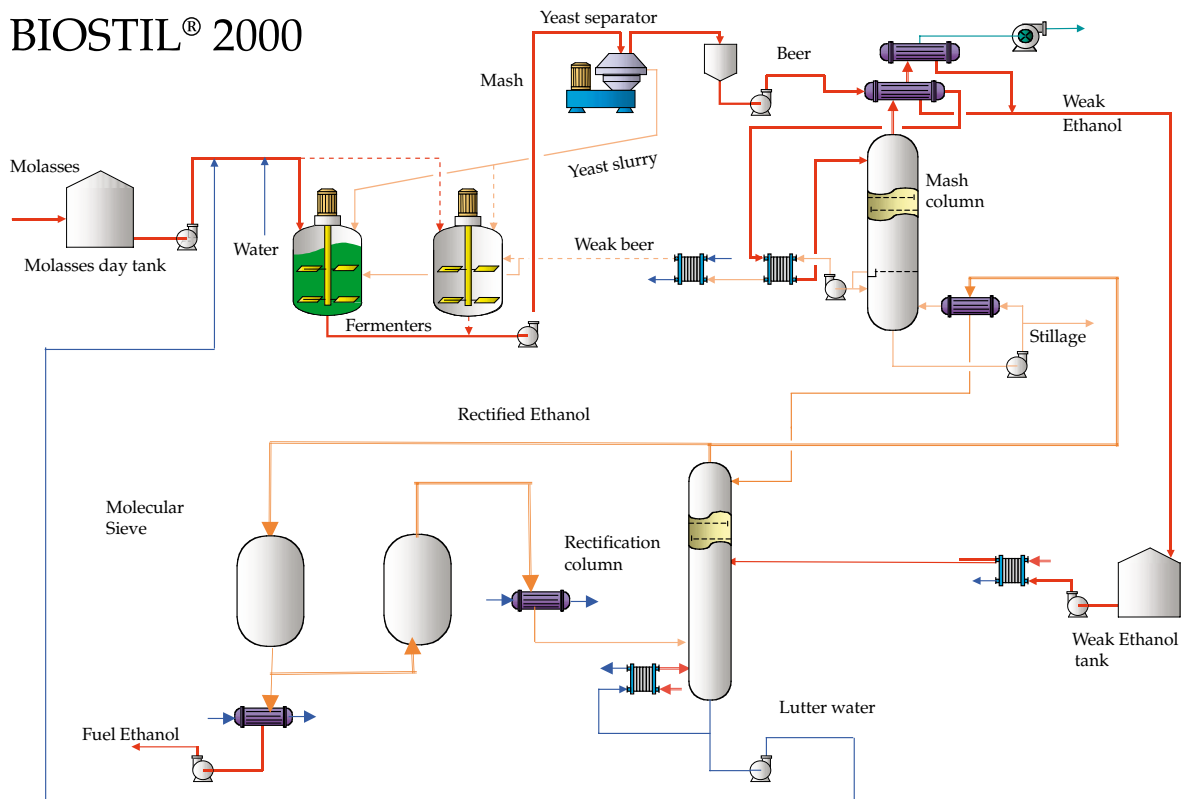 BIOSTIL® 2000
Yeast separator
Mash
Beer
Weak
Ethanol
Molasses
Yeast slurry
Mash
column
Water
Weak beer
Molasses day tank
Fermenters
Stillage
Rectified Ethanol
Molecular
Sieve
Rectification
column
Weak Ethanol
tank
Lutter water
Fuel Ethanol